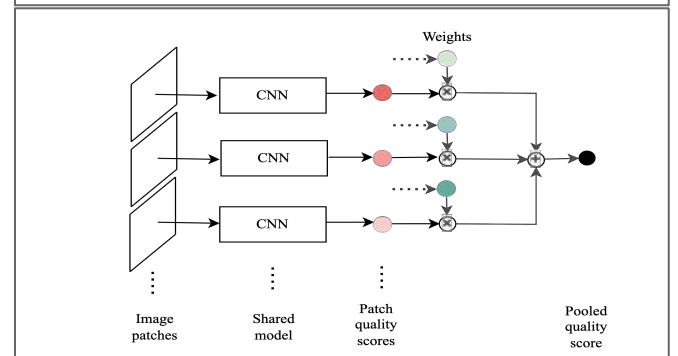 Weights
CNN
CNN
CNN
Image
patches
Shared
model
Patch
quality
scores
Pooled
quality
score